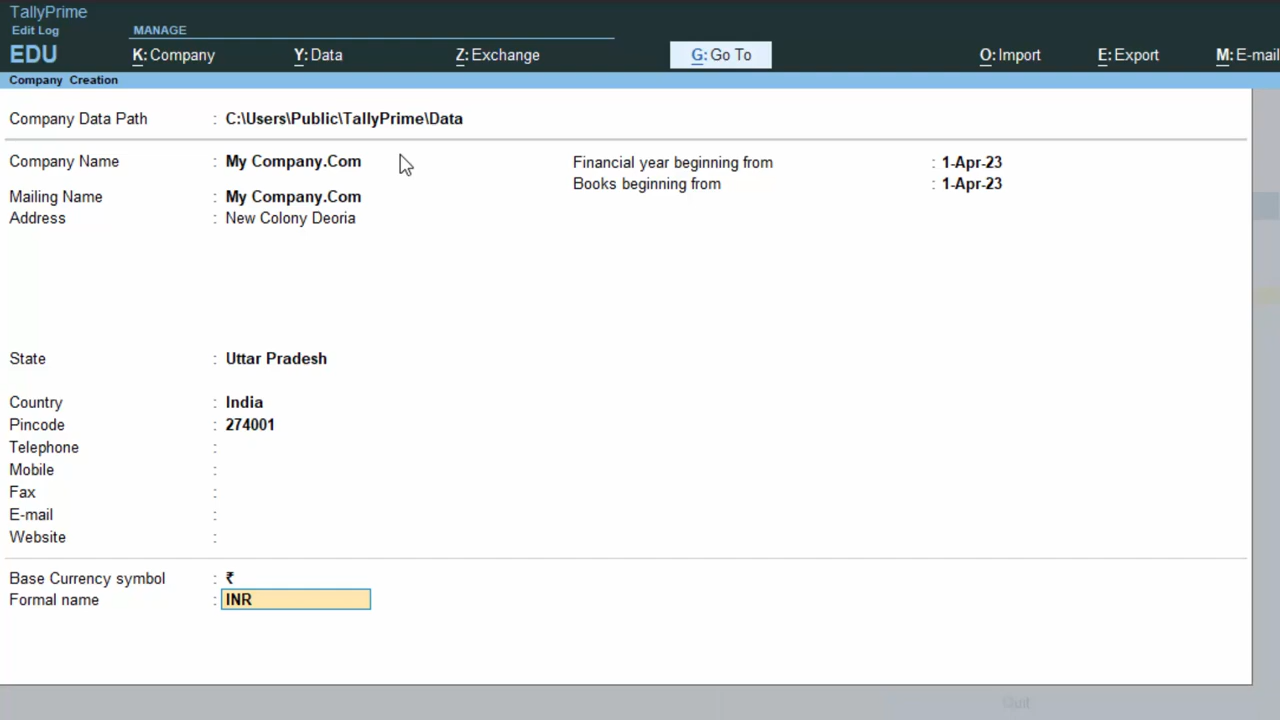 TallyPrime
Edit Log
EDU
MANAGE
K:Company Y:Data Z:Exchange G:Go To O:Import E:Export M:E-mail
Company Creation
Company Data Path : C:\Users\Public\TallyPrime\Data
Company Name : My Company.Com Financial year beginning from : 1-Apr-23
Books beginning from : 1-Apr-23
Mailing Name : My Company.Com
Address : New Colony Deoria
State : Uttar Pradesh
Country : India
Pincode : 274001
Telephone :
Mobile :
Fax :
E-mail :
Website :
Base Currency symbol : ₹
Formal name : INR
Quit